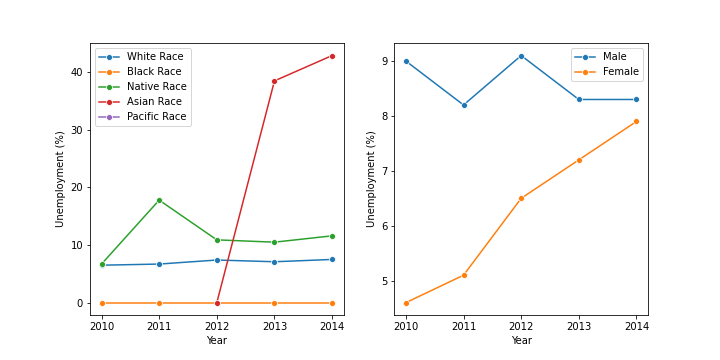 White Race
Black Race
Native Race
Asian Race
Pacific Race
40
30
20
10
0
Unemployment (%)
2010 2011 2012 2013 2014
Year
Male
Female
9
8
7
6
5
Unemployment (%)
2010 2011 2012 2013 2014
Year